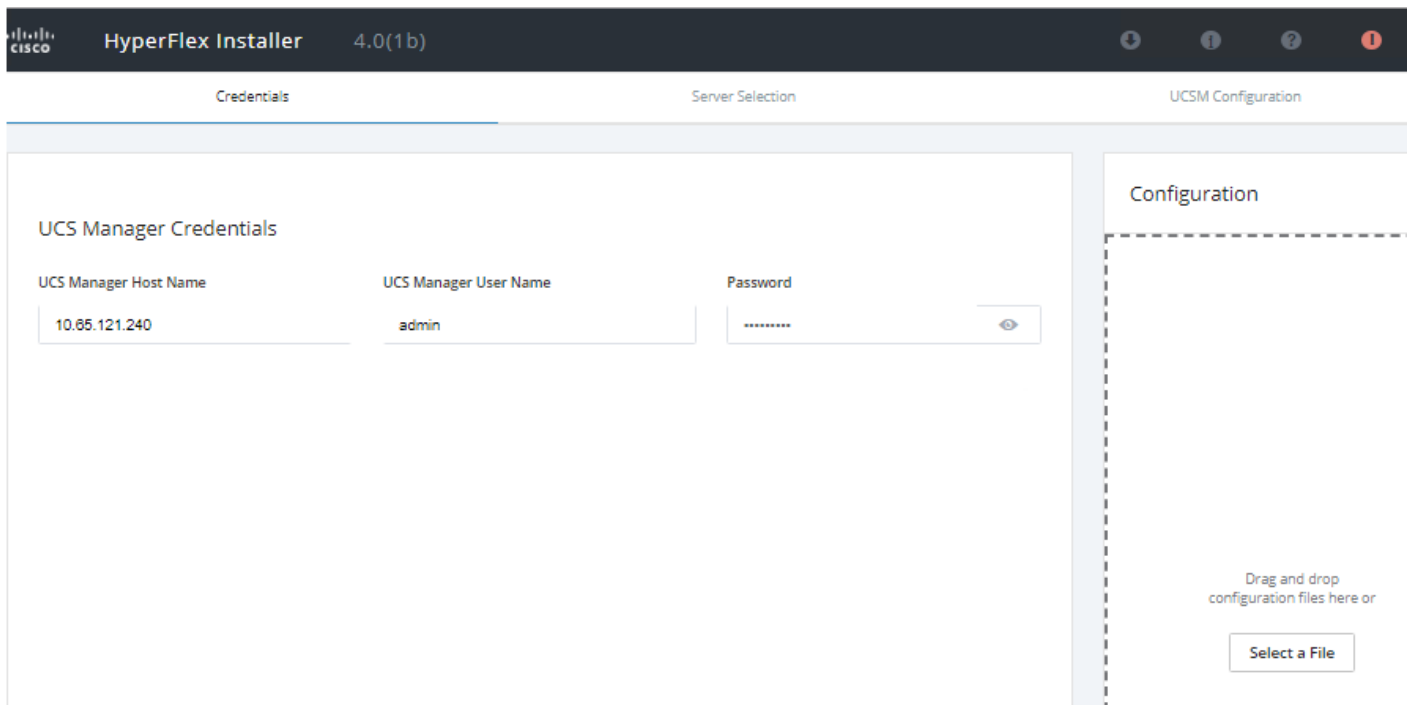 cisco HyperFlex Installer 4.0(1b)
Credentials Server Selection UCSM Configuration
Configuration
UCS Manager Credentials
UCS Manager Host Name UCS Manager User Name Password
10.65.121.240 admin ·········
Drag and drop
configuration files here or
Select a File